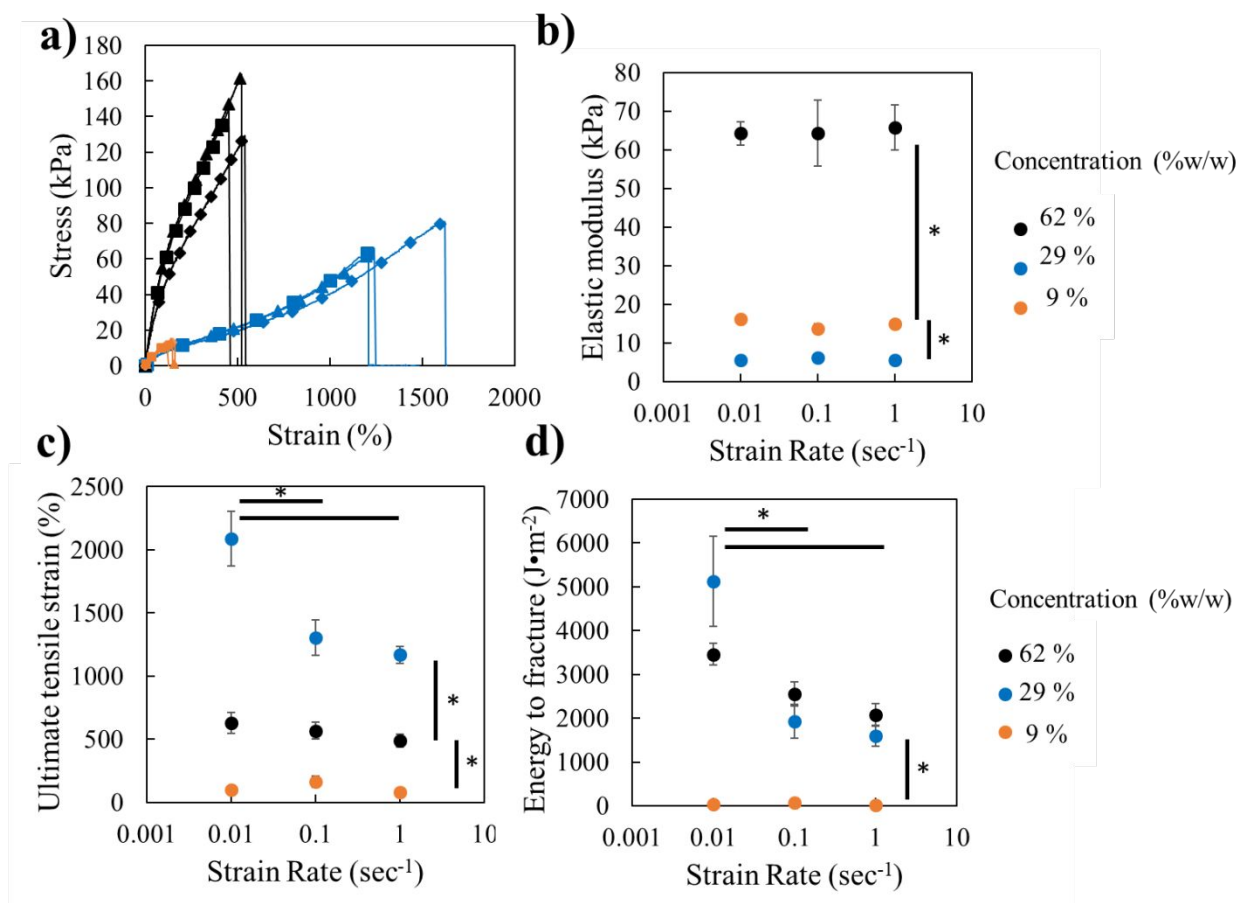 a)
180
160
140
120
100
80
60
40
20
0
Stress (kPa)
0 500 1000 1500 2000
Strain (%)
b)
80
70
60
50
40
30
20
10
0
Elastic modulus (kPa)
*
*
0.001 0.01 0.1 1 10
Strain Rate (sec⁻¹)
Concentration (%w/w)
62 %
29 %
9 %
c)
2500
2000
1500
1000
500
0
Ultimate tensile strain (%)
*
*
*
0.001 0.01 0.1 1 10
Strain Rate (sec⁻¹)
d)
7000
6000
5000
4000
3000
2000
1000
0
Energy to fracture (J•m⁻²)
*
*
0.001 0.01 0.1 1 10
Strain Rate (sec⁻¹)
Concentration (%w/w)
62 %
29 %
9 %